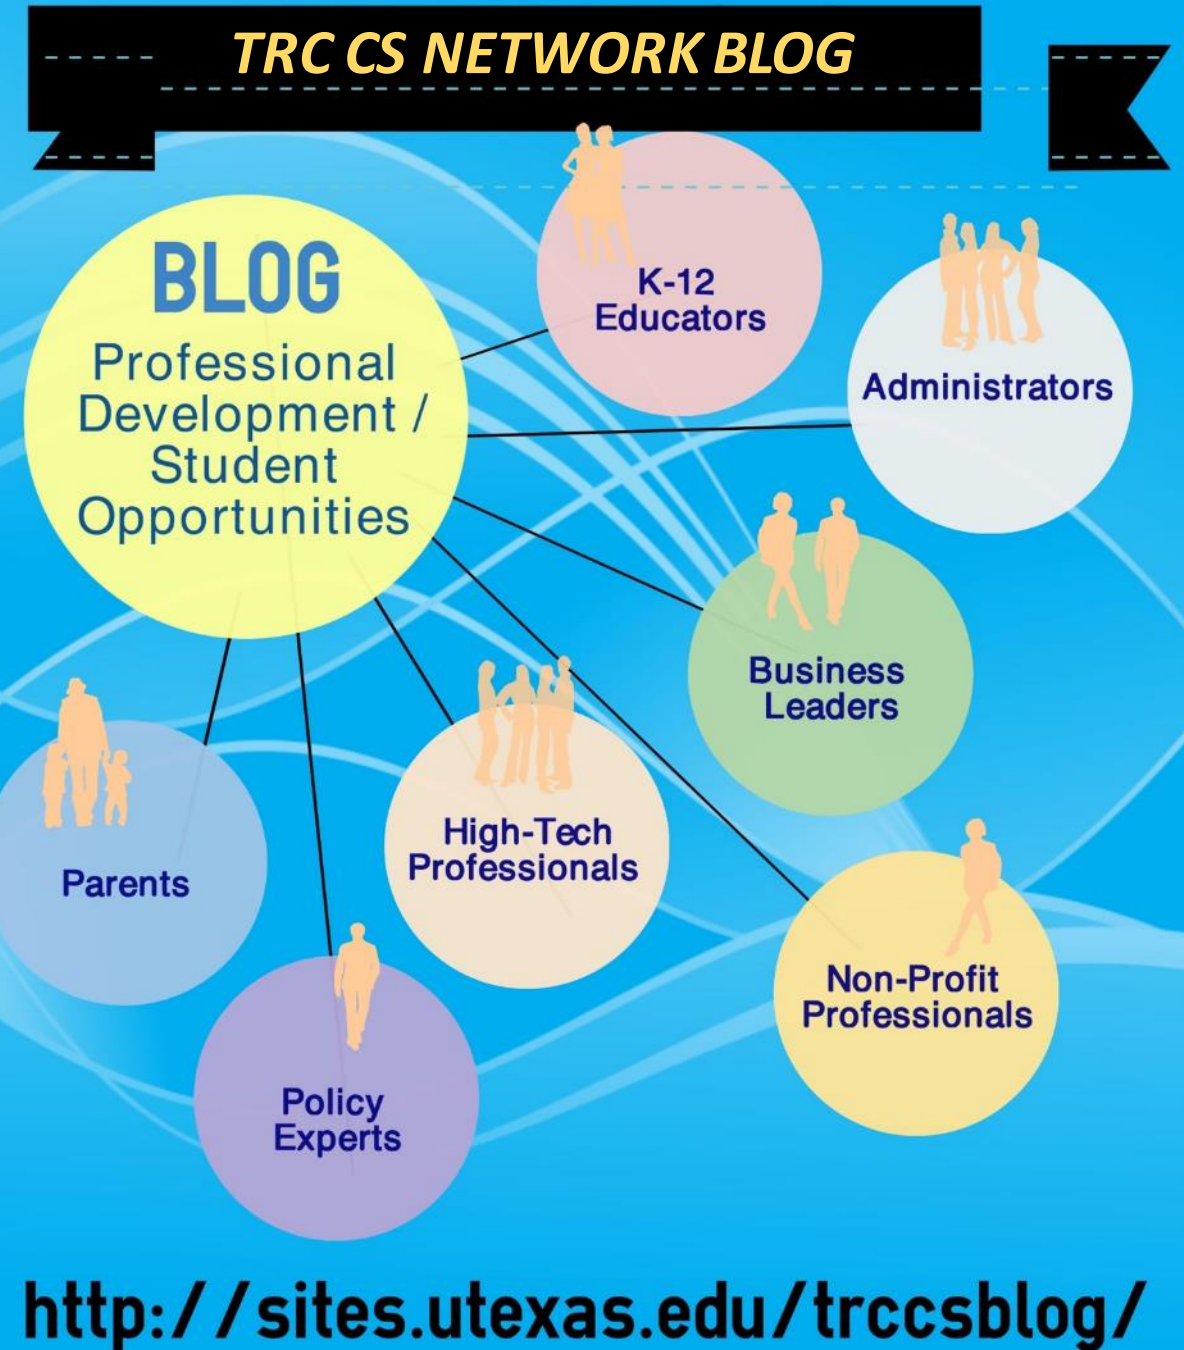 TRC CS NETWORK BLOG
BLOG
Professional
Development /
Student
Opportunities
K-12
Educators
Administrators
Business
Leaders
High-Tech
Professionals
Parents
Non-Profit
Professionals
Policy
Experts
http://sites.utexas.edu/trccsblog/